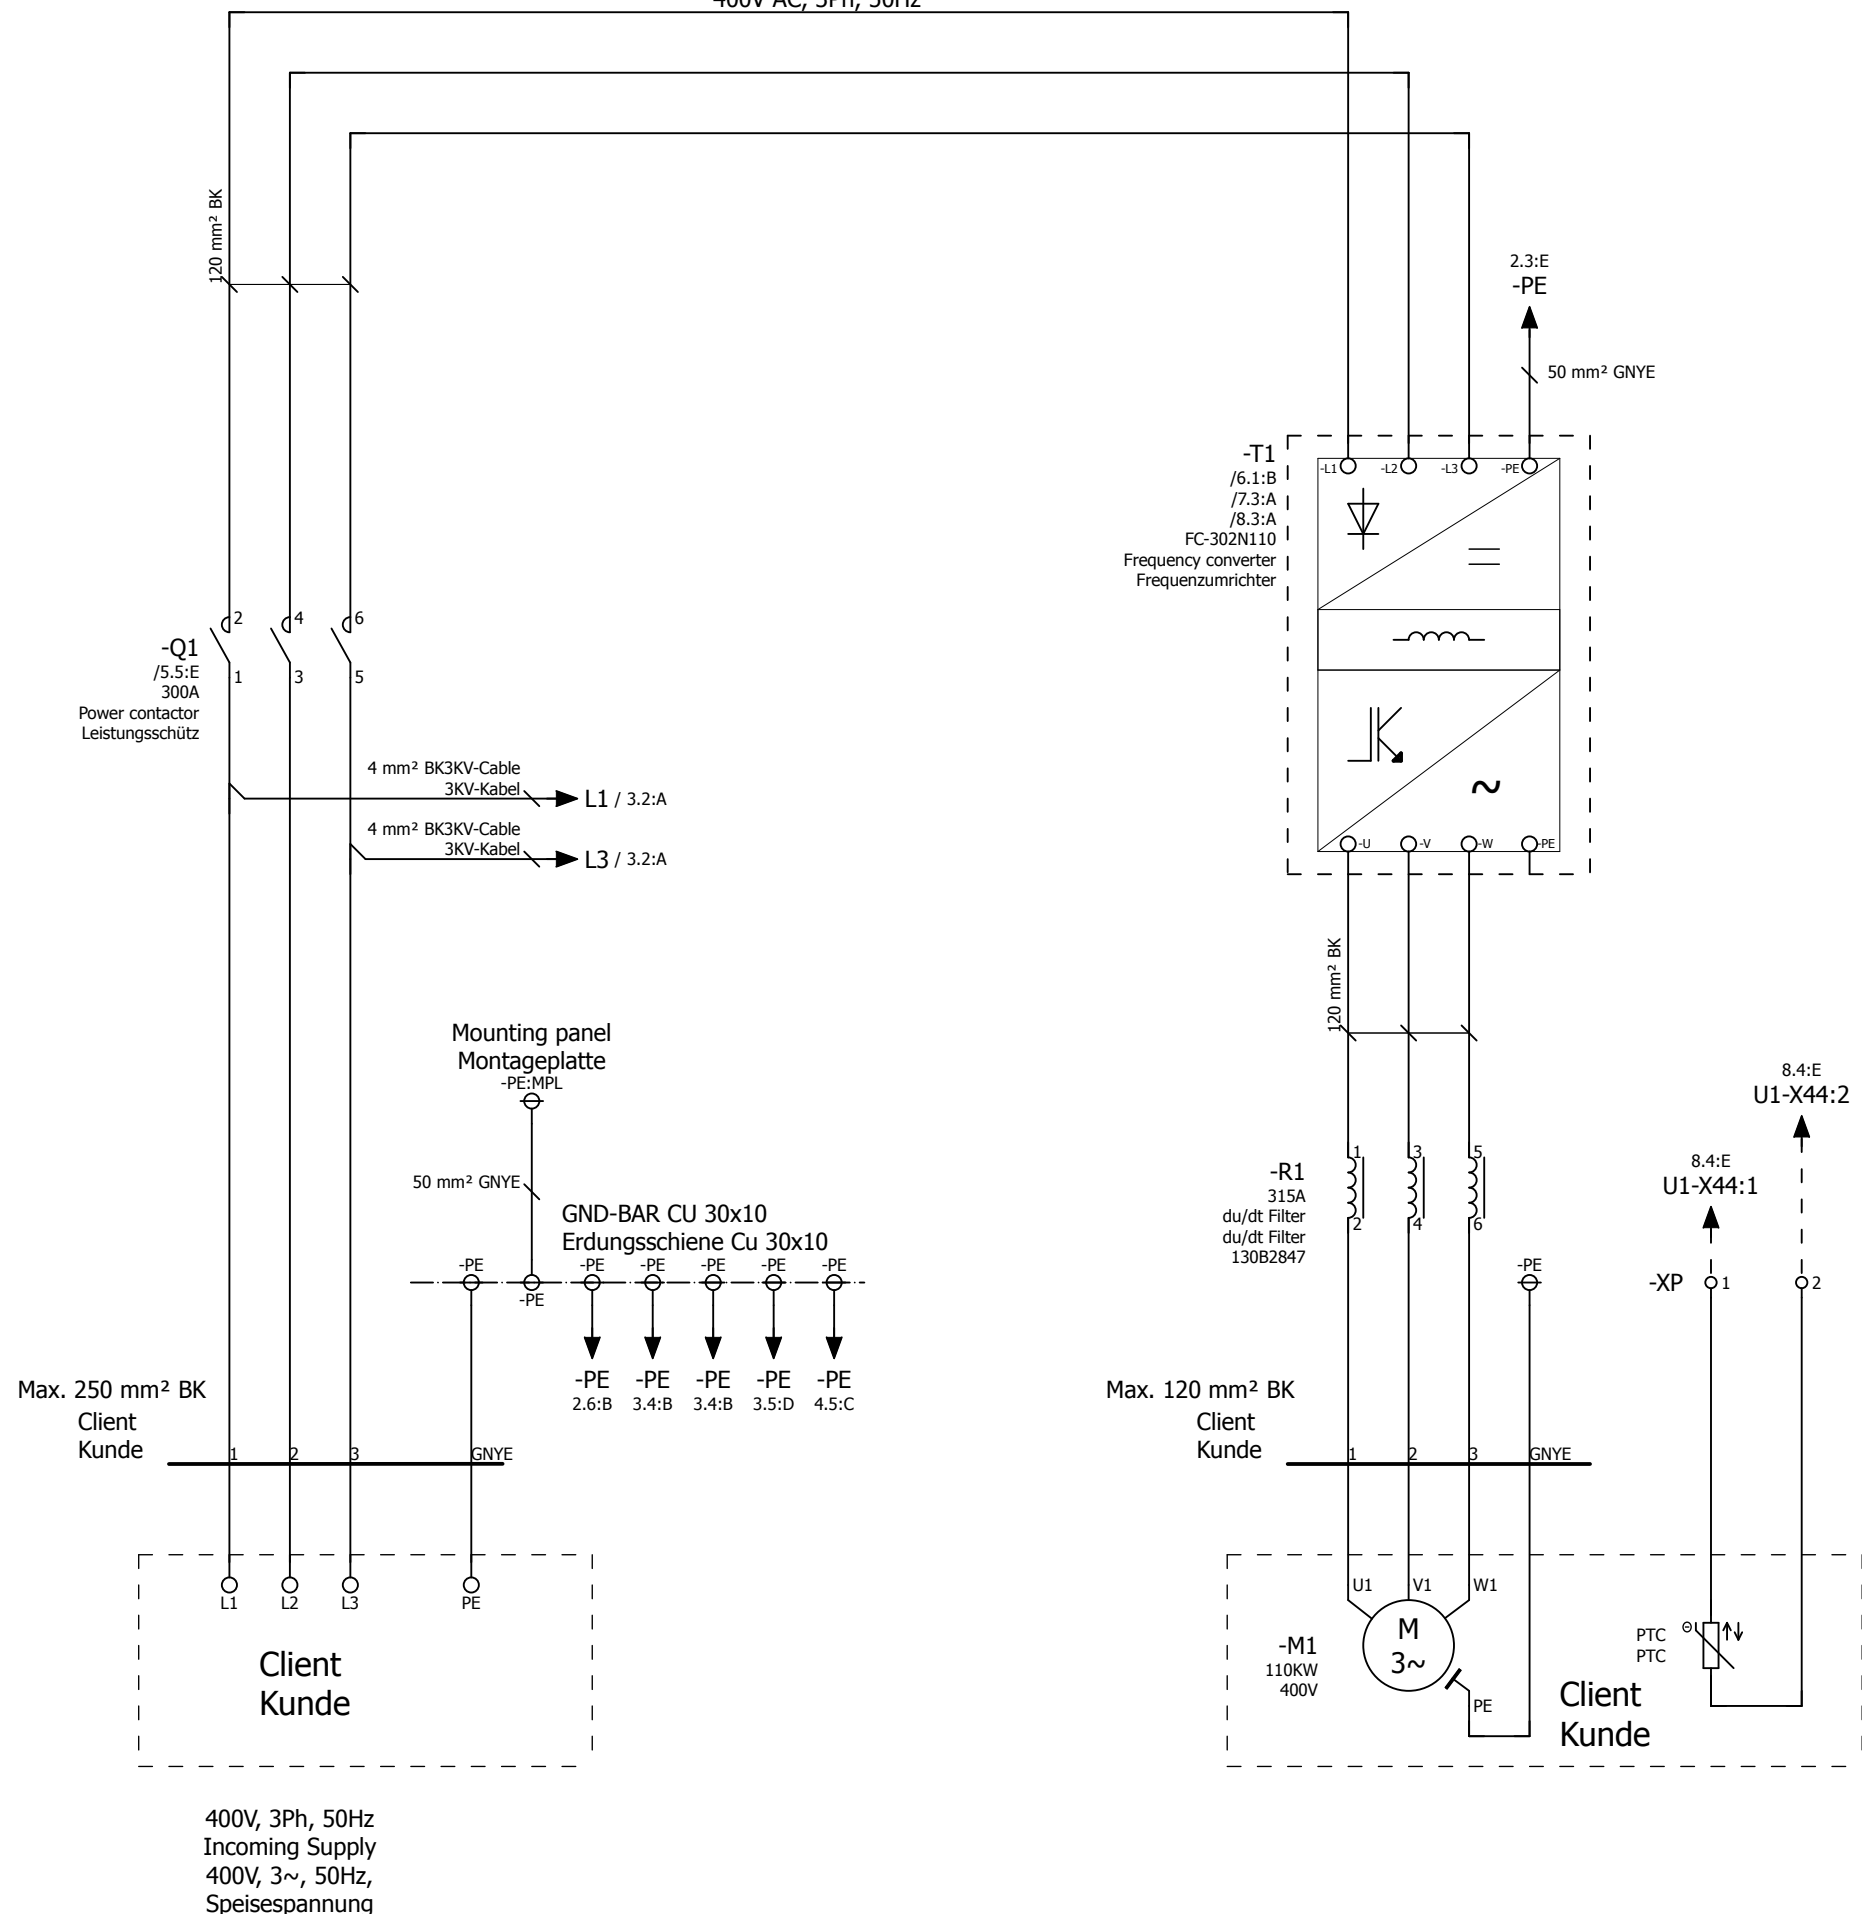 400V AC, 3Ph, 50Hz
120 mm² BK
2.3:E
-PE
50 mm² GNYE
-T1
/6.1:B
/7.3:A
/8.3:A
FC-302N110
Frequency converter
Frequenzumrichter
-L1
-L2
-L3
-PE
2
4
6
-Q1
/5.5:E
300A
Power contactor
Leistungsschütz
1
3
5
4 mm² BK3KV-Cable
3KV-Kabel
L1 / 3.2:A
4 mm² BK3KV-Cable
3KV-Kabel
L3 / 3.2:A
~
-U
-V
-W
-PE
120 mm² BK
Mounting panel
Montageplatte
-PE:MPL
50 mm² GNYE
GND-BAR CU 30x10
Erdungsschiene Cu 30x10
-PE
-PE
-PE
-PE
-PE
-PE
-PE
-PE
2.6:B
-PE
3.4:B
-PE
3.4:B
-PE
3.5:D
-PE
4.5:C
-R1
315A
du/dt Filter
du/dt Filter
130B2847
1
3
5
2
4
6
-PE
8.4:E
U1-X44:2
8.4:E
U1-X44:1
-XP
1
2
Max. 250 mm² BK
Client
Kunde
1
2
3
GNYE
Max. 120 mm² BK
Client
Kunde
1
2
3
GNYE
L1
L2
L3
PE
Client
Kunde
U1
V1
W1
-M1
110KW
400V
M
3~
PE
PTC
PTC
Θ
Client
Kunde
400V, 3Ph, 50Hz
Incoming Supply
400V, 3~, 50Hz,
Speisespannung